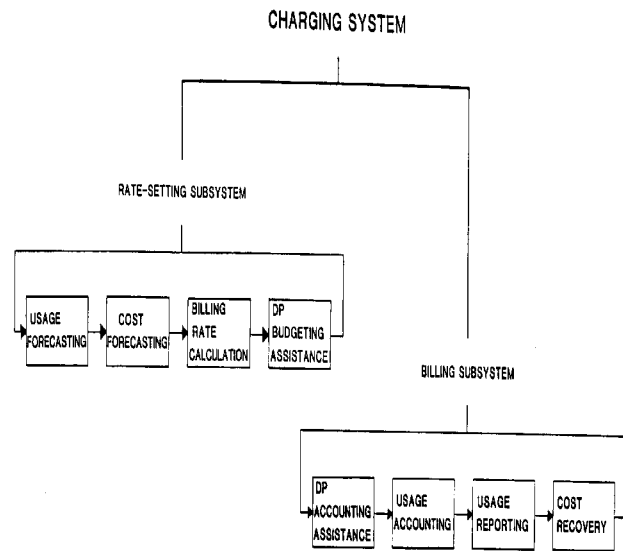 CHARGING SYSTEM
RATE-SETTING SUBSYSTEM
USAGE
FORECASTING
COST
FORECASTING
BILLING
RATE
CALCULATION
DP
BUDGETING
ASSISTANCE
BILLING SUBSYSTEM
DP
ACCOUNTING
ASSISTANCE
USAGE
ACCOUNTING
USAGE
REPORTING
COST
RECOVERY